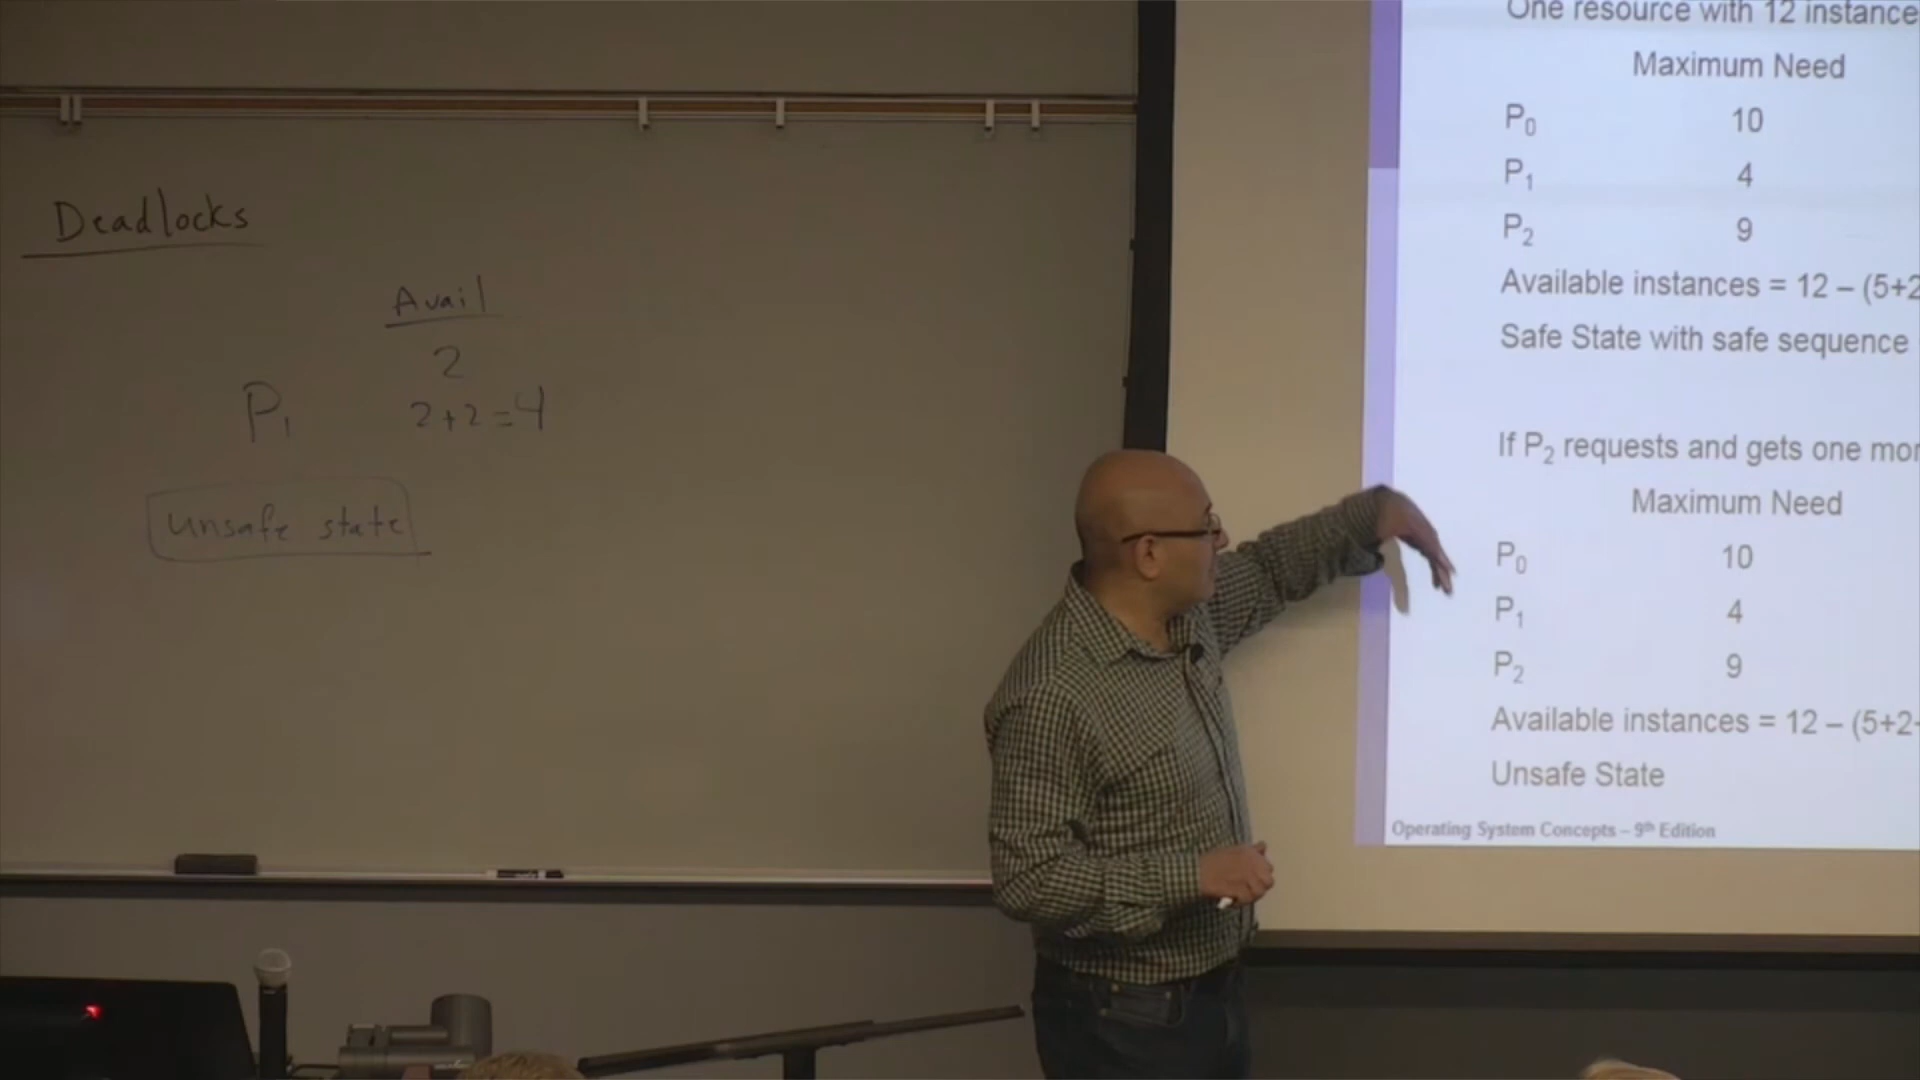 Deadlocks
Avail
2
P1 2+2=4
unsafe state
One resource with 12 instance
Maximum Need
P0 10
P1 4
P2 9
Available instances = 12 – (5+2
Safe State with safe sequence
If P2 requests and gets one mor
Maximum Need
P0 10
P1 4
P2 9
Available instances = 12 – (5+2-
Unsafe State
Operating System Concepts – 9th Edition